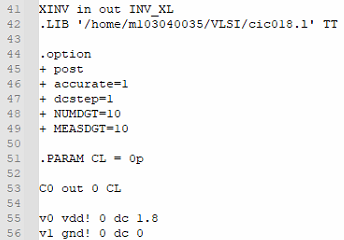 41 XINV in out INV_XL
42 .LIB '/home/m103040035/VLSI/cic018.l' TT
43
44 .option
45 + post
46 + accurate=1
47 + dcstep=1
48 + NUMDGT=10
49 + MEASDGT=10
50
51 .PARAM CL = 0p
52
53 C0 out 0 CL
54
55 v0 vdd! 0 dc 1.8
56 v1 gnd! 0 dc 0